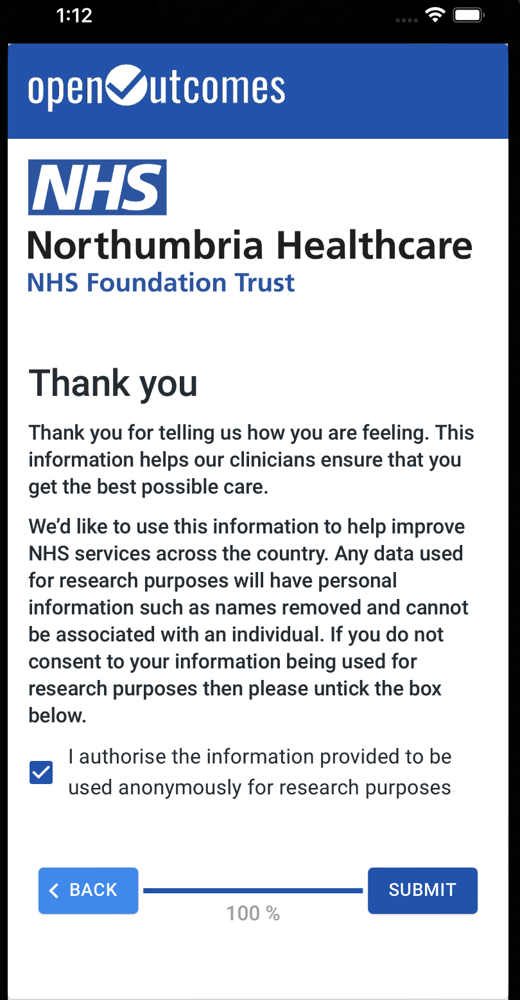 1:12
openOutcomes
NHS
Northumbria Healthcare
NHS Foundation Trust
Thank you
Thank you for telling us how you are feeling. This
information helps our clinicians ensure that you
get the best possible care.
We’d like to use this information to help improve
NHS services across the country. Any data used
for research purposes will have personal
information such as names removed and cannot
be associated with an individual. If you do not
consent to your information being used for
research purposes then please untick the box
below.
I authorise the information provided to be
used anonymously for research purposes
BACK
SUBMIT
100 %